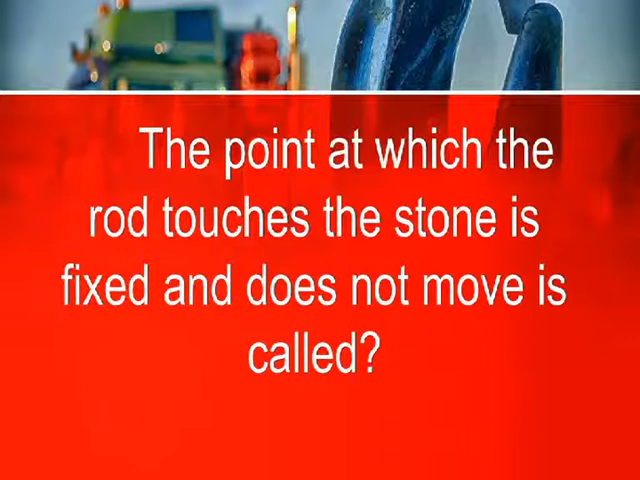 The point at which the
rod touches the stone is
fixed and does not move is
called?